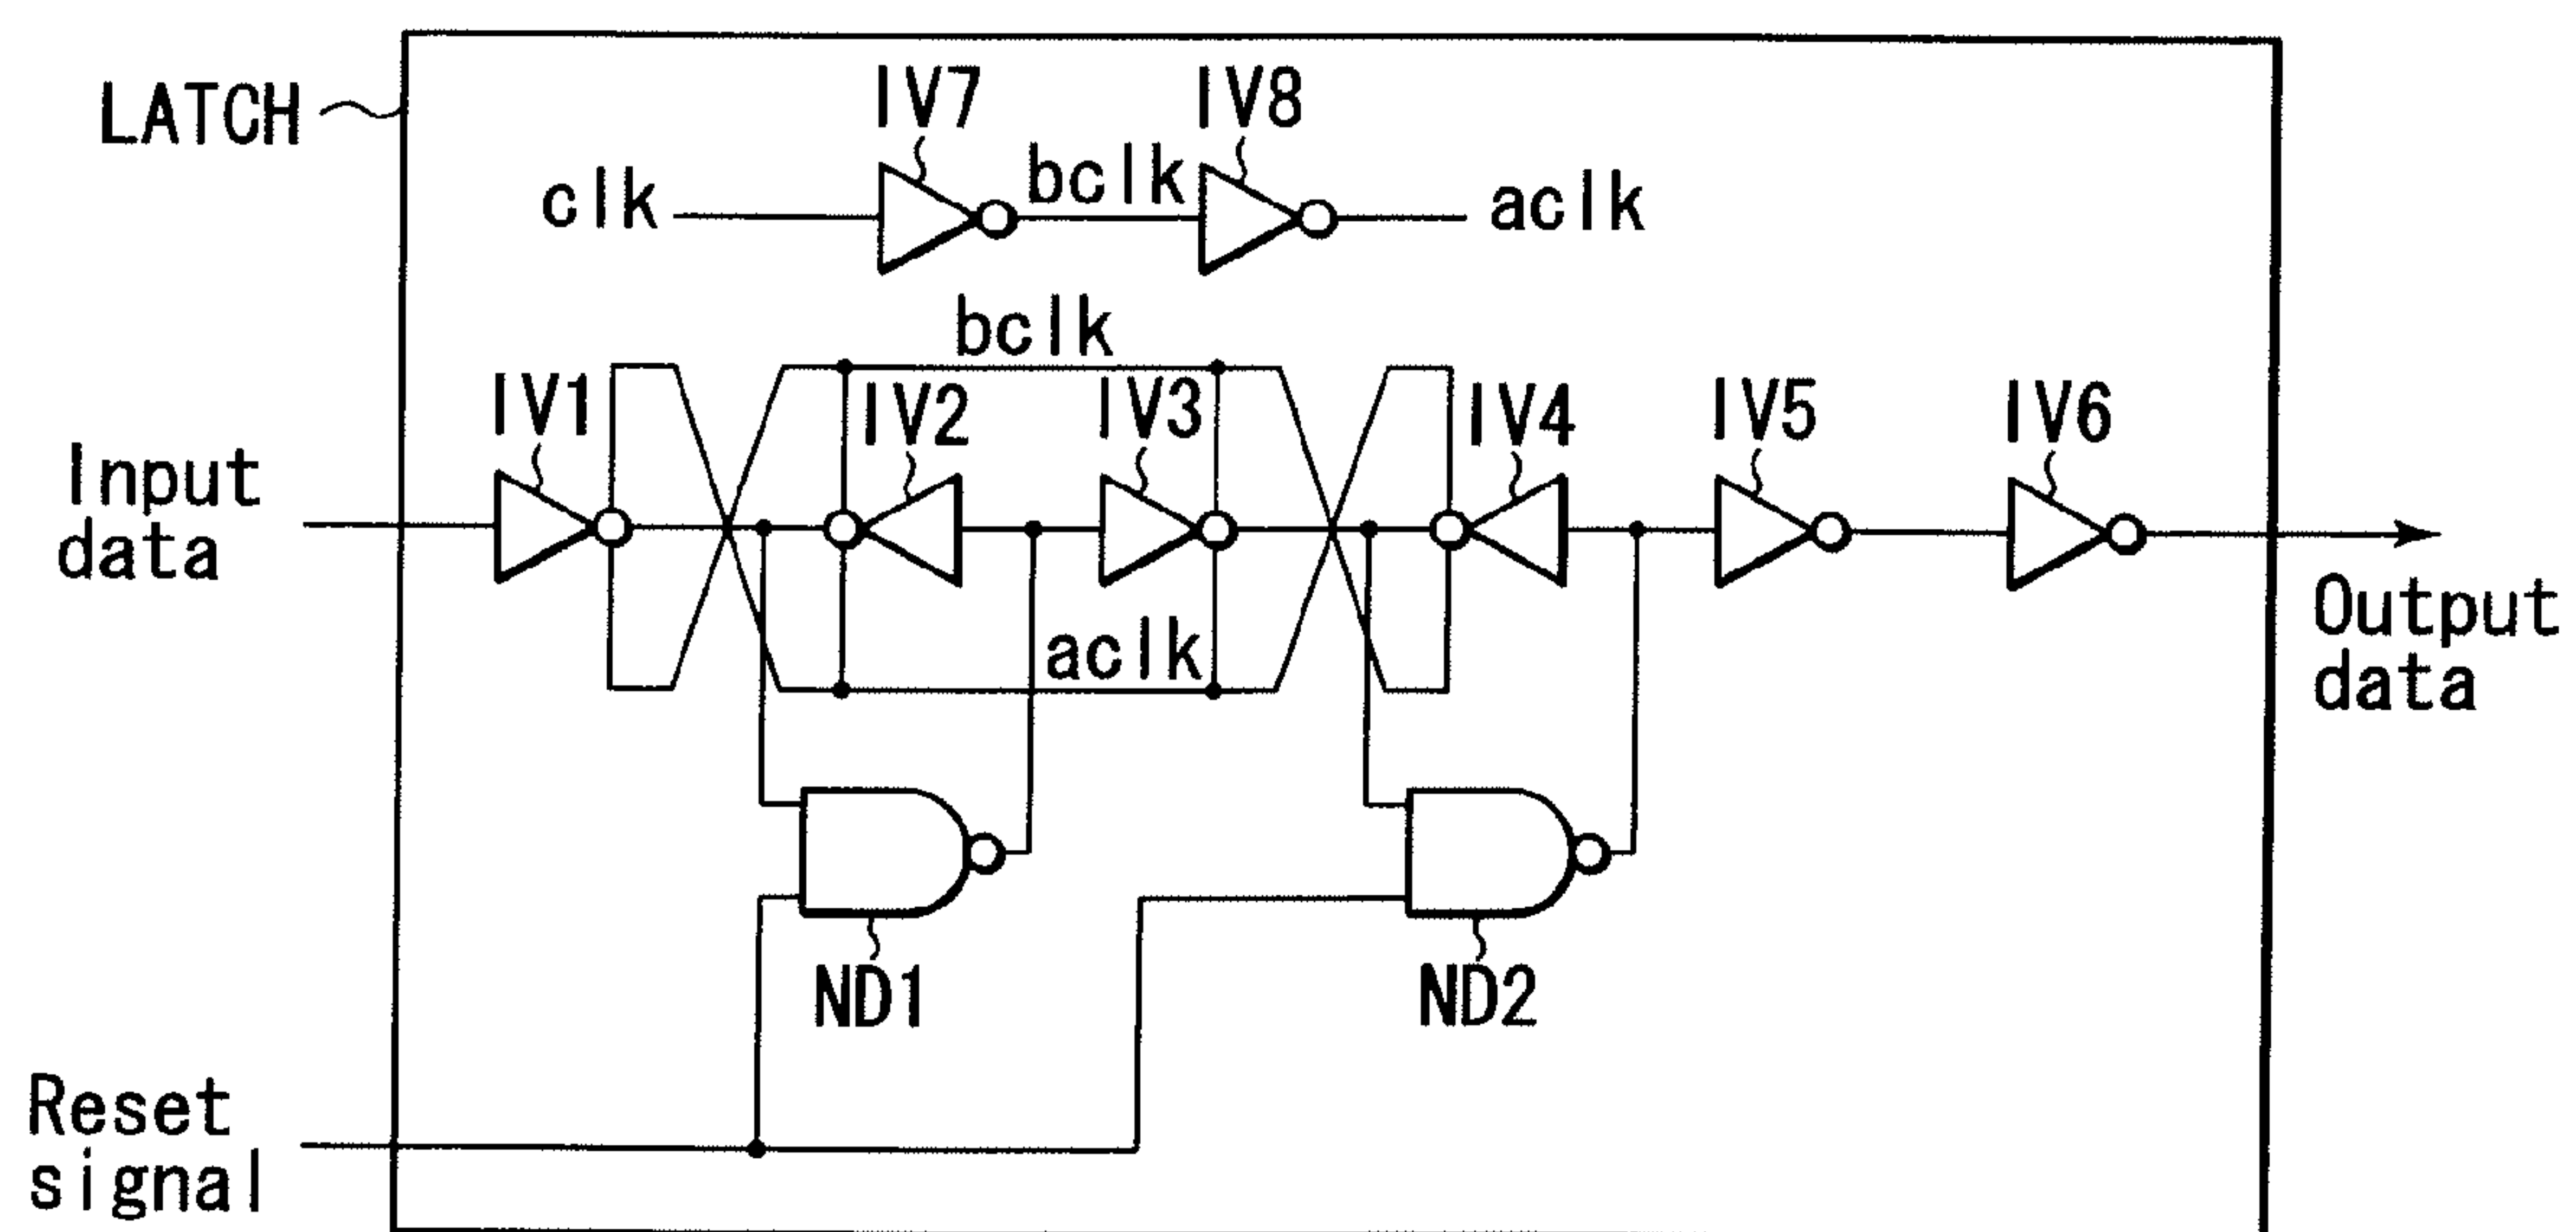 LATCH
IV7
IV8
clk
bclk
aclk
bclk
IV1
IV2
IV3
IV4
IV5
IV6
Input
data
aclk
Output
data
ND1
ND2
Reset
signal